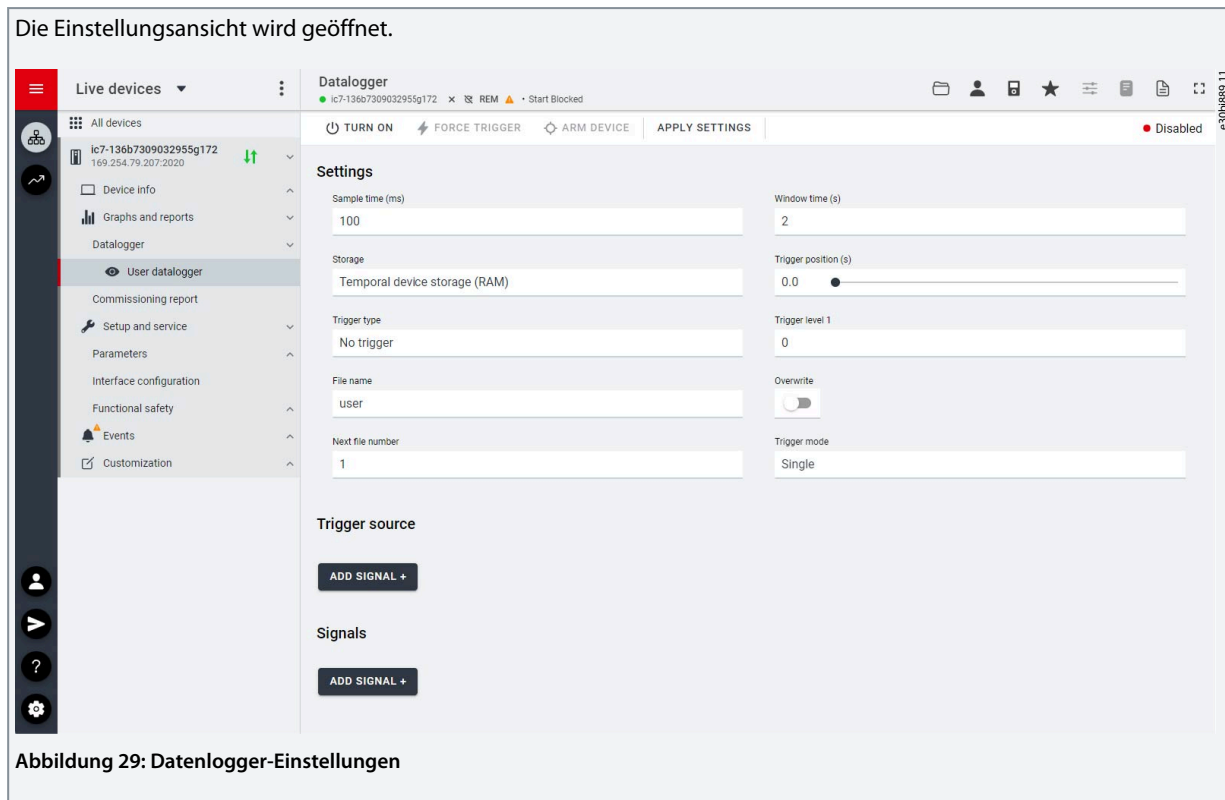 Die Einstellungsansicht wird geöffnet.
Live devices
All devices
ic7-136b7309032955g172
169.254.79.207:2020
Device info
Graphs and reports
Datalogger
User datalogger
Commissioning report
Setup and service
Parameters
Interface configuration
Functional safety
Events
Customization
Datalogger
ic7-136b7309032955g172 REM • Start Blocked
TURN ON FORCE TRIGGER ARM DEVICE APPLY SETTINGS Disabled
Settings
Sample time (ms)
100
Window time (s)
2
Storage
Temporal device storage (RAM)
Trigger position (s)
0.0
Trigger type
No trigger
Trigger level 1
0
File name
user
Overwrite
Next file number
1
Trigger mode
Single
Trigger source
ADD SIGNAL +
Signals
ADD SIGNAL +
e30bi889.11
Abbildung 29: Datenlogger-Einstellungen